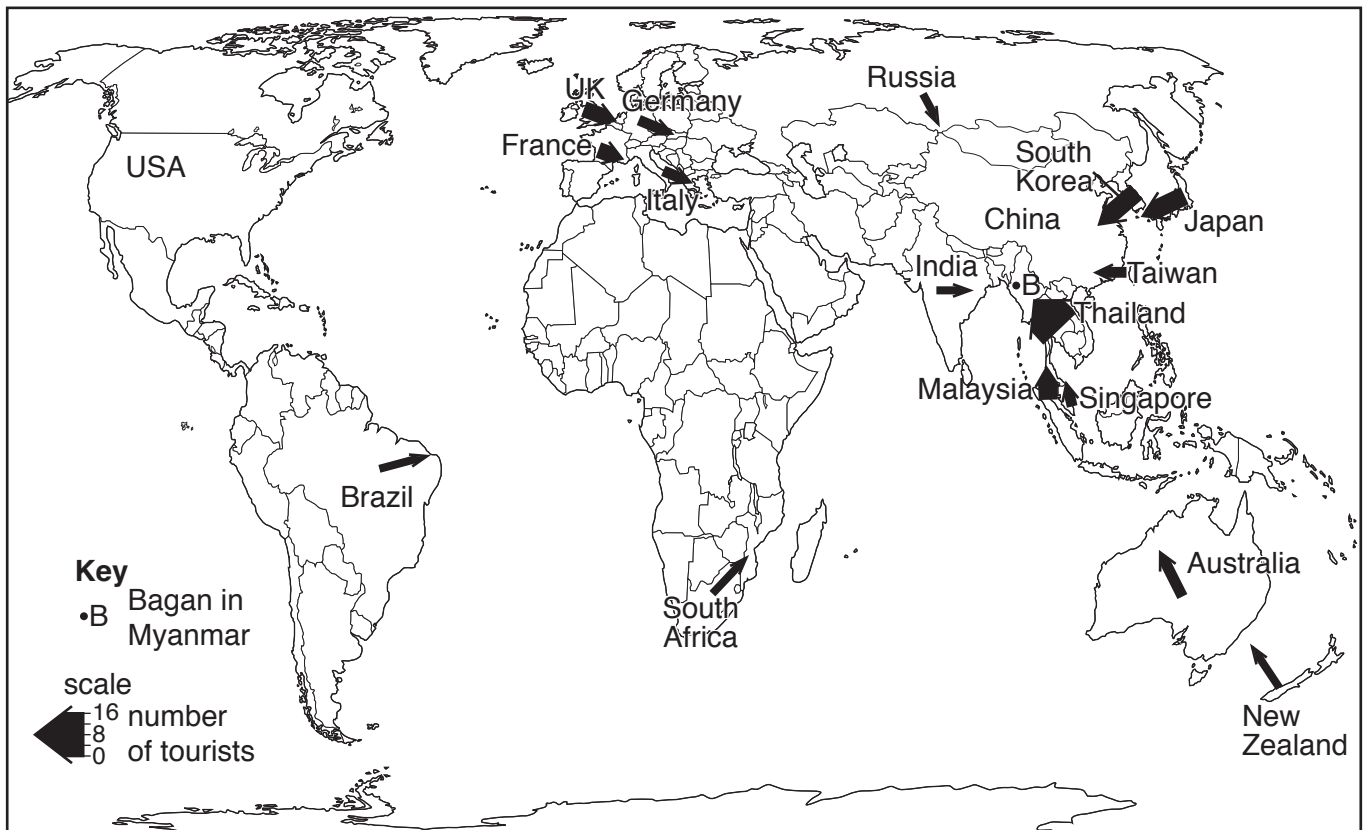 Russia
UK
Germany
France
Italy
USA
South
Korea
China
Japan
India
•B
Taiwan
Thailand
Malaysia
Singapore
Brazil
Australia
South
Africa
New
Zealand
Key
•B Bagan in
Myanmar
scale
16 number
8
0 of tourists